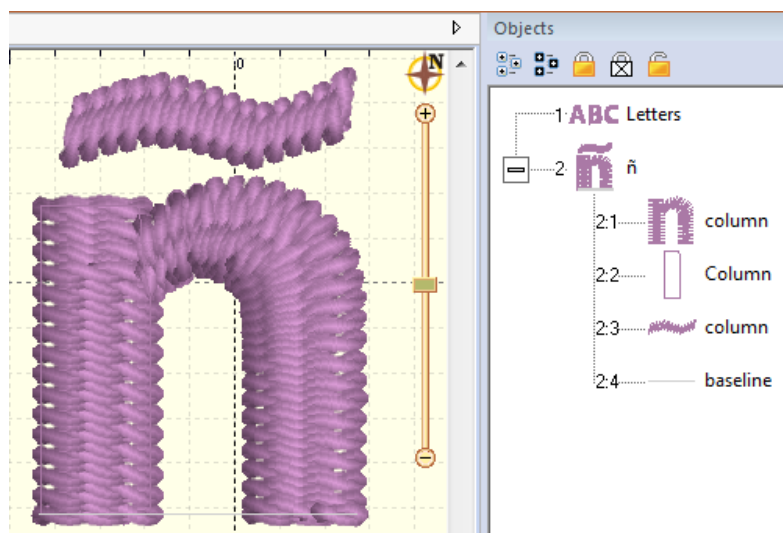 Objects
0
N
1 ABC Letters
2 ñ ñ
2:1 n column
2:2 Column
2:3 column
2:4 baseline
ñ